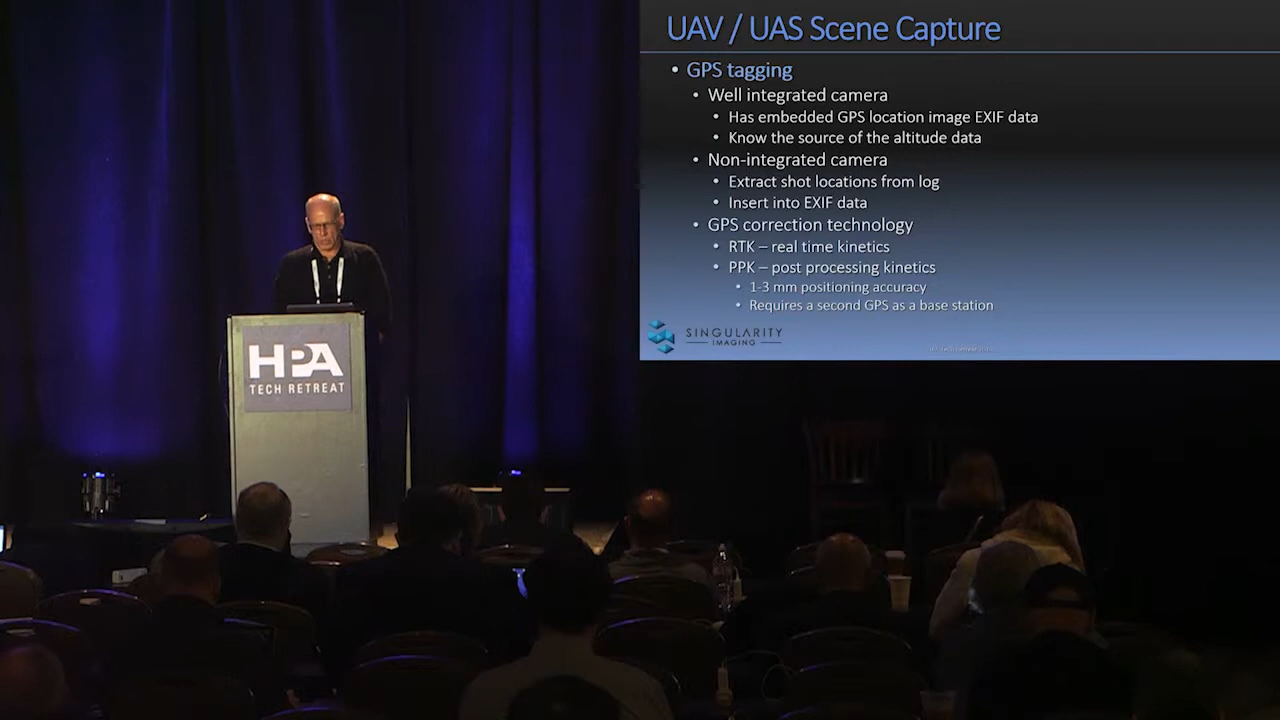 UAV / UAS Scene Capture
• GPS tagging
• Well integrated camera
• Has embedded GPS location image EXIF data
• Know the source of the altitude data
• Non-integrated camera
• Extract shot locations from log
• Insert into EXIF data
• GPS correction technology
• RTK – real time kinetics
• PPK – post processing kinetics
• 1-3 mm positioning accuracy
• Requires a second GPS as a base station
SINGULARITY
IMAGING
HPA
TECH RETREAT